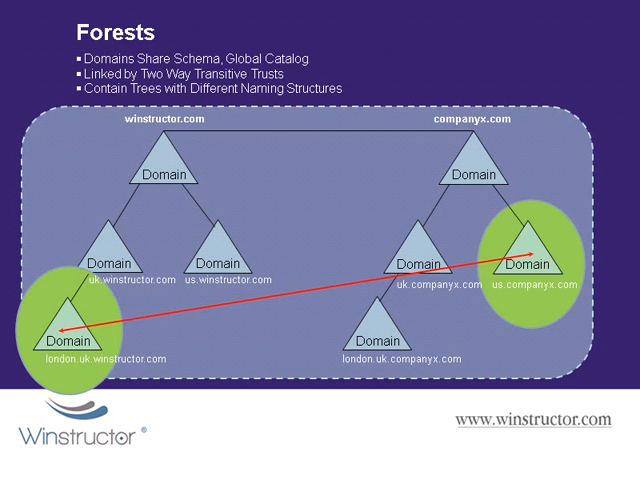 Forests
▪ Domains Share Schema, Global Catalog
▪ Linked by Two Way Transitive Trusts
▪ Contain Trees with Different Naming Structures
winstructor.com
companyx.com
Domain
Domain
Domain
Domain
Domain
Domain
uk.winstructor.com
us.winstructor.com
uk.companyx.com
us.companyx.com
Domain
Domain
london.uk.winstructor.com
london.uk.companyx.com
Winstructor ®
www.winstructor.com